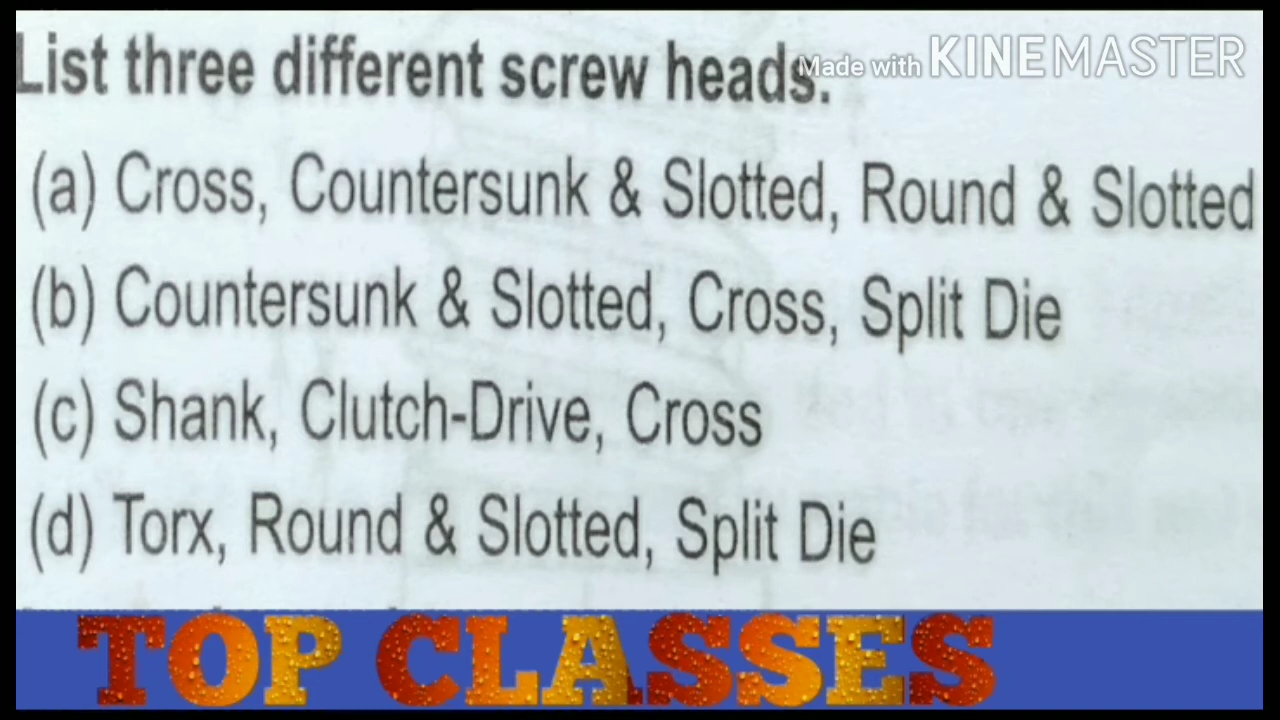 List three different screw heads.
Made with KINEMASTER
(a) Cross, Countersunk & Slotted, Round & Slotted
(b) Countersunk & Slotted, Cross, Split Die
(c) Shank, Clutch-Drive, Cross
(d) Torx, Round & Slotted, Split Die
TOP CLASSES